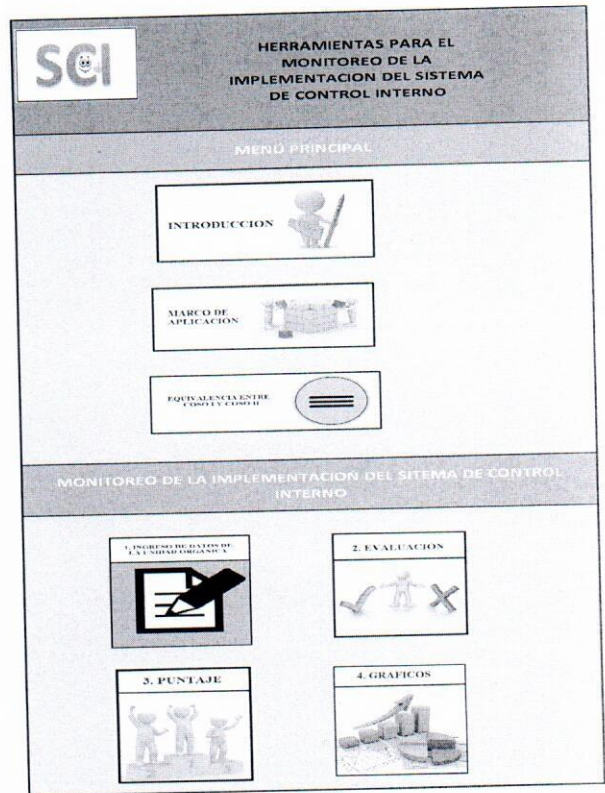 SCI
HERRAMIENTAS PARA EL
MONITOREO DE LA
IMPLEMENTACION DEL SISTEMA
DE CONTROL INTERNO
MENÚ PRINCIPAL
INTRODUCCION
MARCO DE
APLICACIÓN
EQUIVALENCIA ENTRE
COSO I Y COSO II
MONITOREO DE LA IMPLEMENTACION DEL SITEMA DE CONTROL
INTERNO
1. INGRESO DE DATOS DE
LA UNIDAD ORGANICA
2. EVALUACION
3. PUNTAJE
4. GRAFICOS